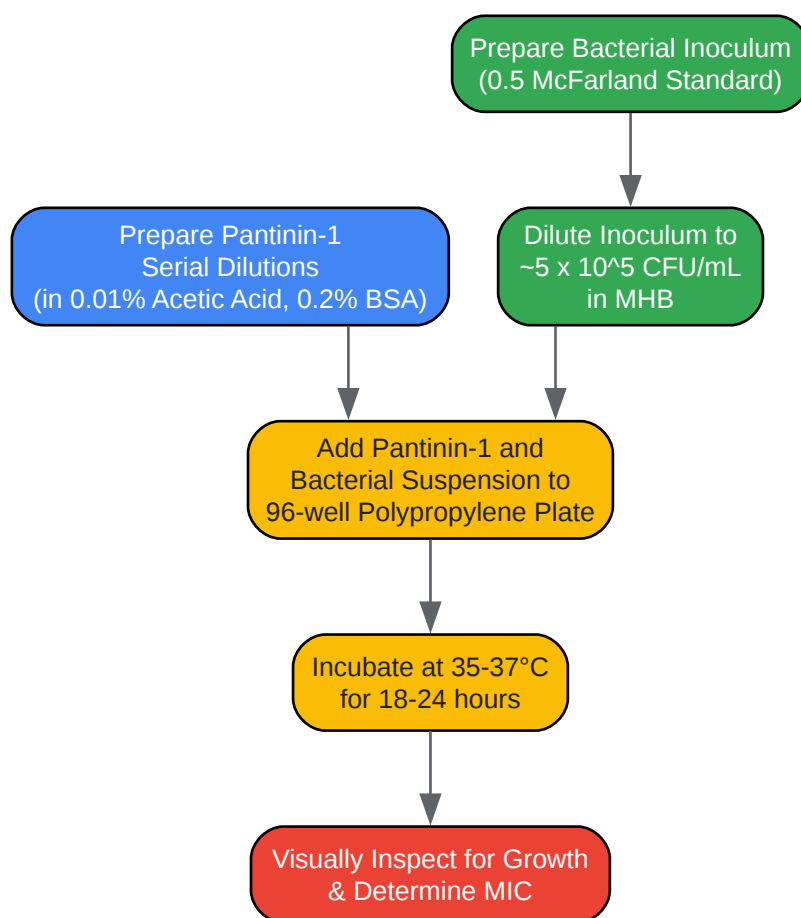 Prepare Bacterial Inoculum
(0.5 McFarland Standard)
Prepare Pantinin-1
Serial Dilutions
(in 0.01% Acetic Acid, 0.2% BSA)
Dilute Inoculum to
~5 x 10^5 CFU/mL
in MHB
Add Pantinin-1 and
Bacterial Suspension to
96-well Polypropylene Plate
Incubate at 35-37°C
for 18-24 hours
Visually Inspect for Growth
& Determine MIC